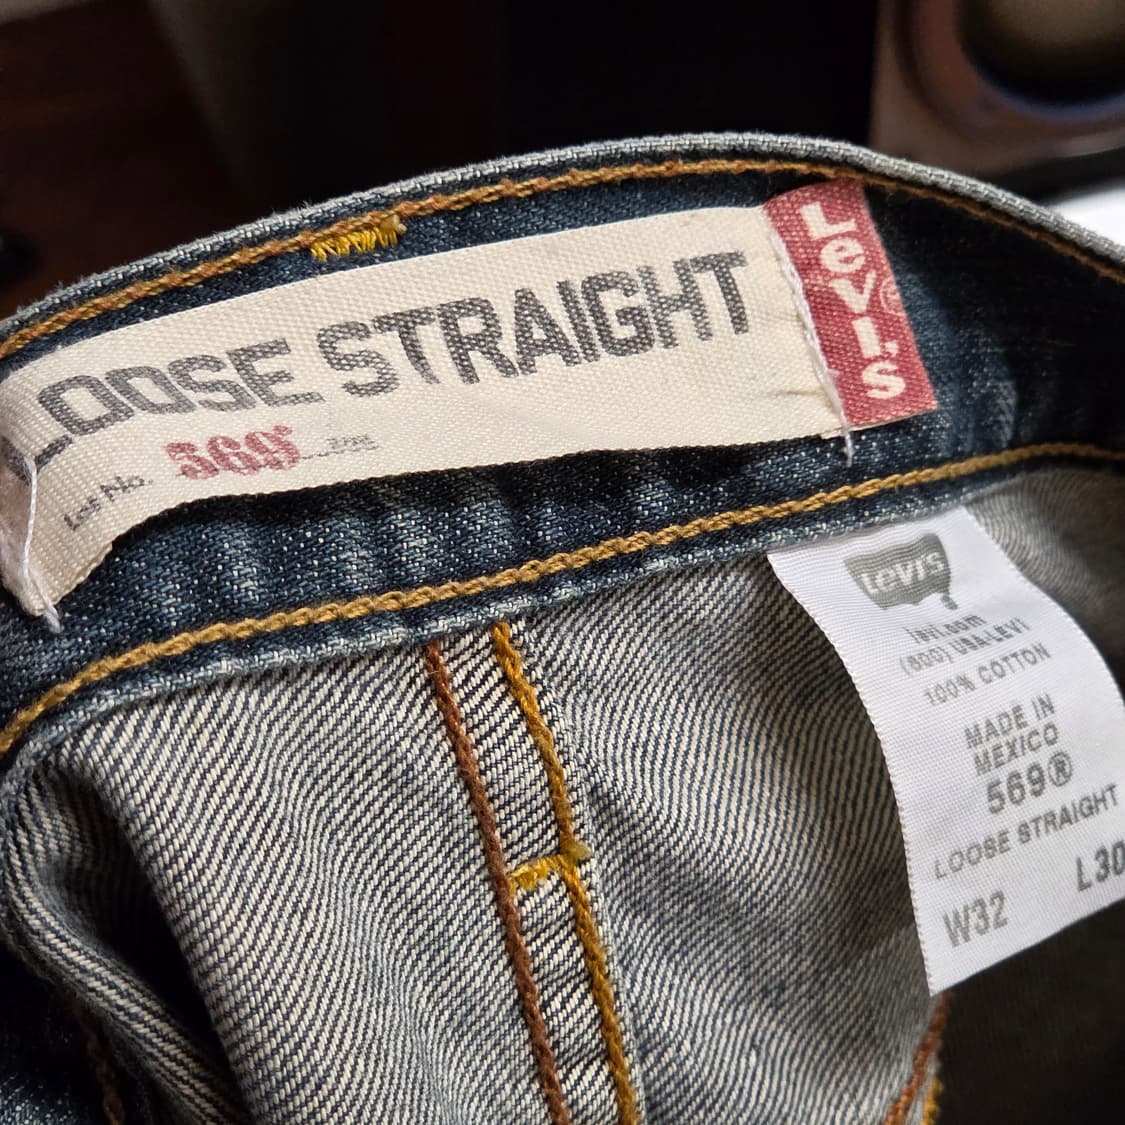 LOOSE STRAIGHT
Lot No. 569®
LEVI'S®
LEVI'S
levi.com
(800) USA-LEVI
100% COTTON
MADE IN
MEXICO
569®
LOOSE STRAIGHT
W32 L30